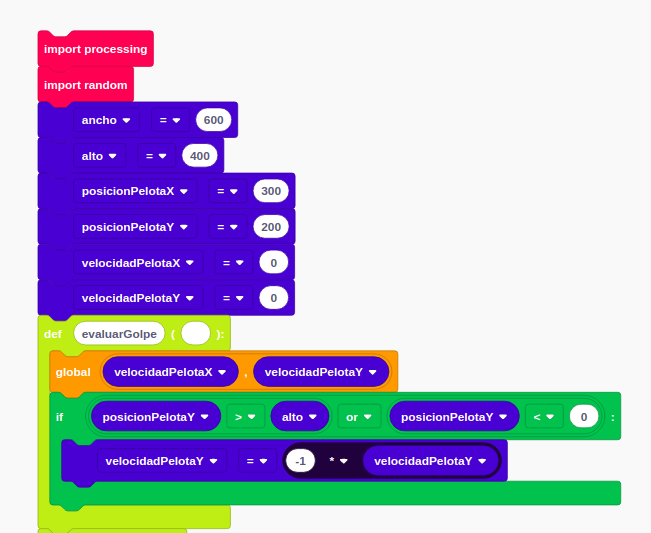 import processing
import random
ancho = 600
alto = 400
posicionPelotaX = 300
posicionPelotaY = 200
velocidadPelotaX = 0
velocidadPelotaY = 0
def evaluarGolpe ( ):
global velocidadPelotaX , velocidadPelotaY
if posicionPelotaY > alto or posicionPelotaY < 0 :
velocidadPelotaY = -1 * velocidadPelotaY